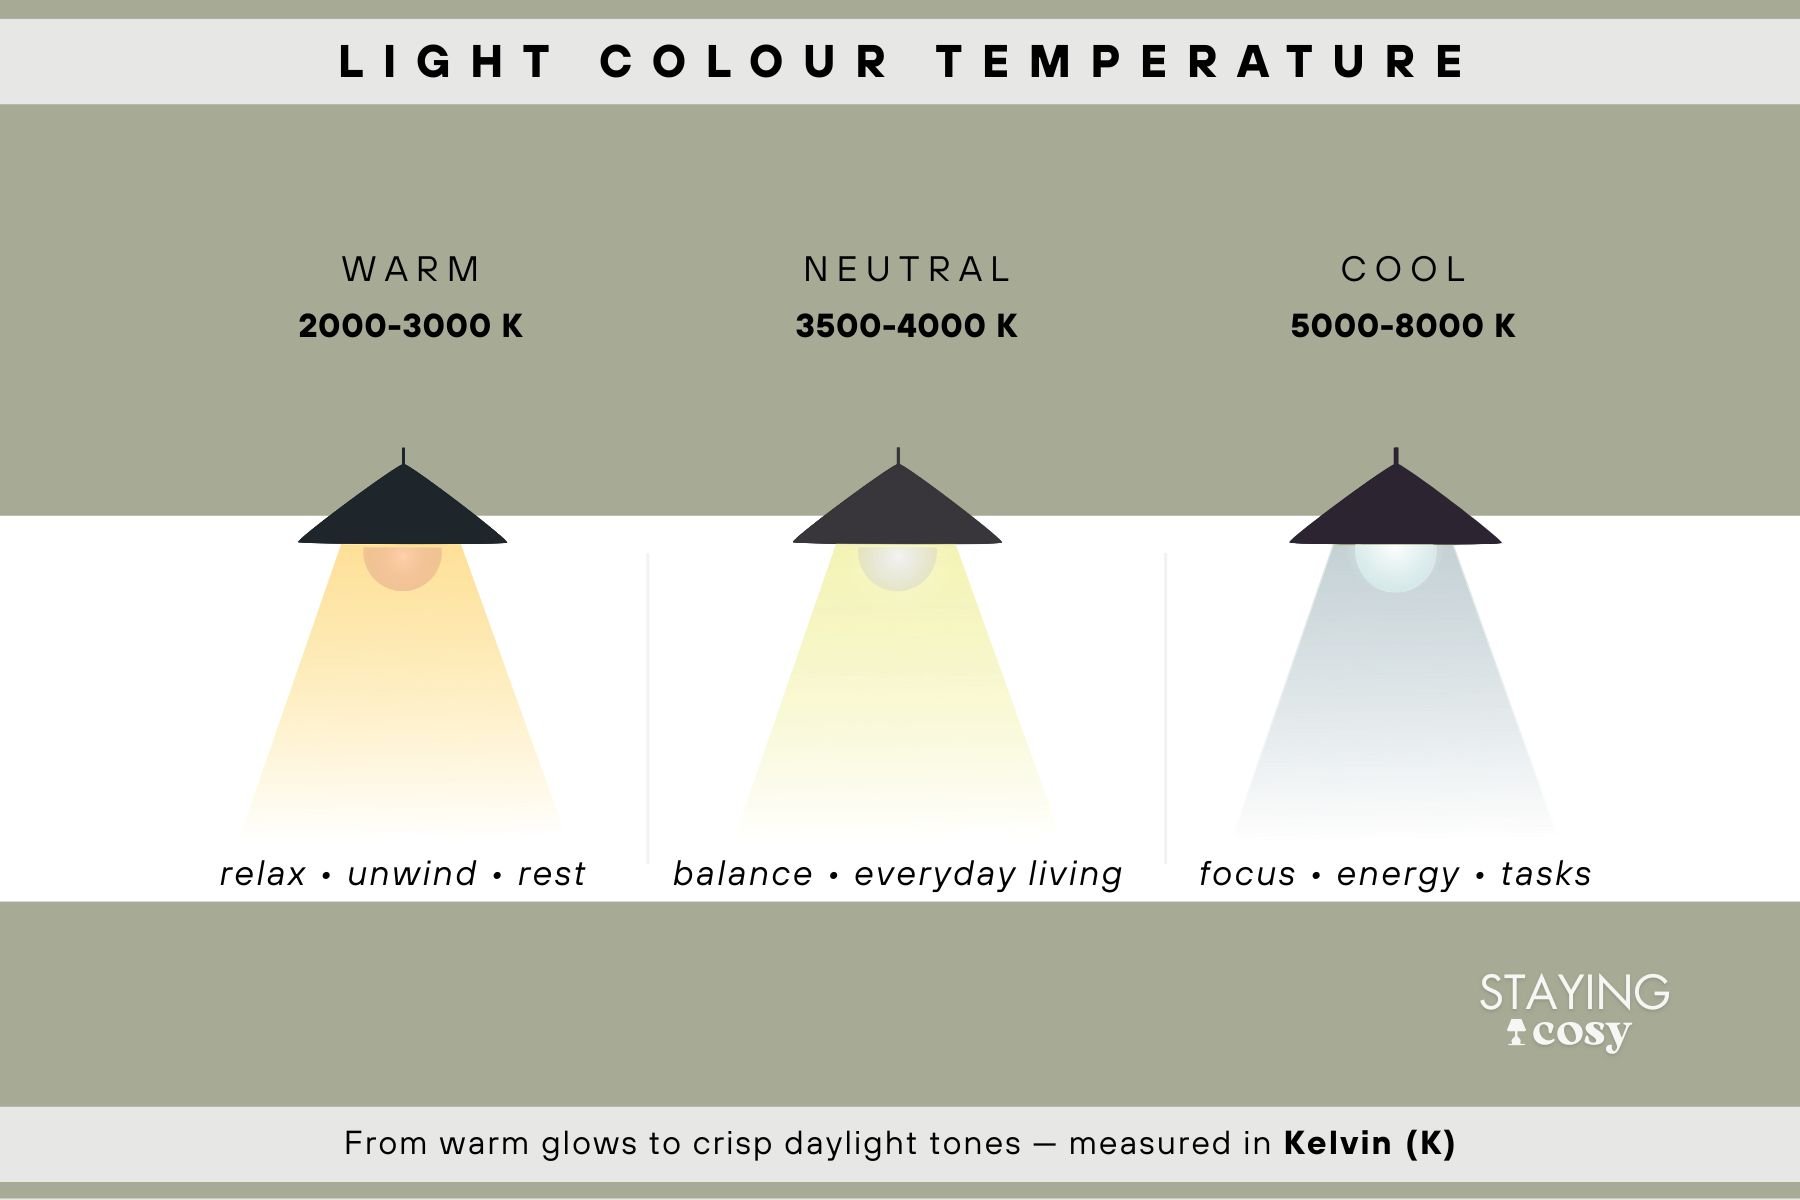 LIGHT COLOUR TEMPERATURE
WARM
2000-3000 K
NEUTRAL
3500-4000 K
COOL
5000-8000 K
relax • unwind • rest
balance • everyday living
focus • energy • tasks
STAYING
cosy
From warm glows to crisp daylight tones — measured in Kelvin (K)